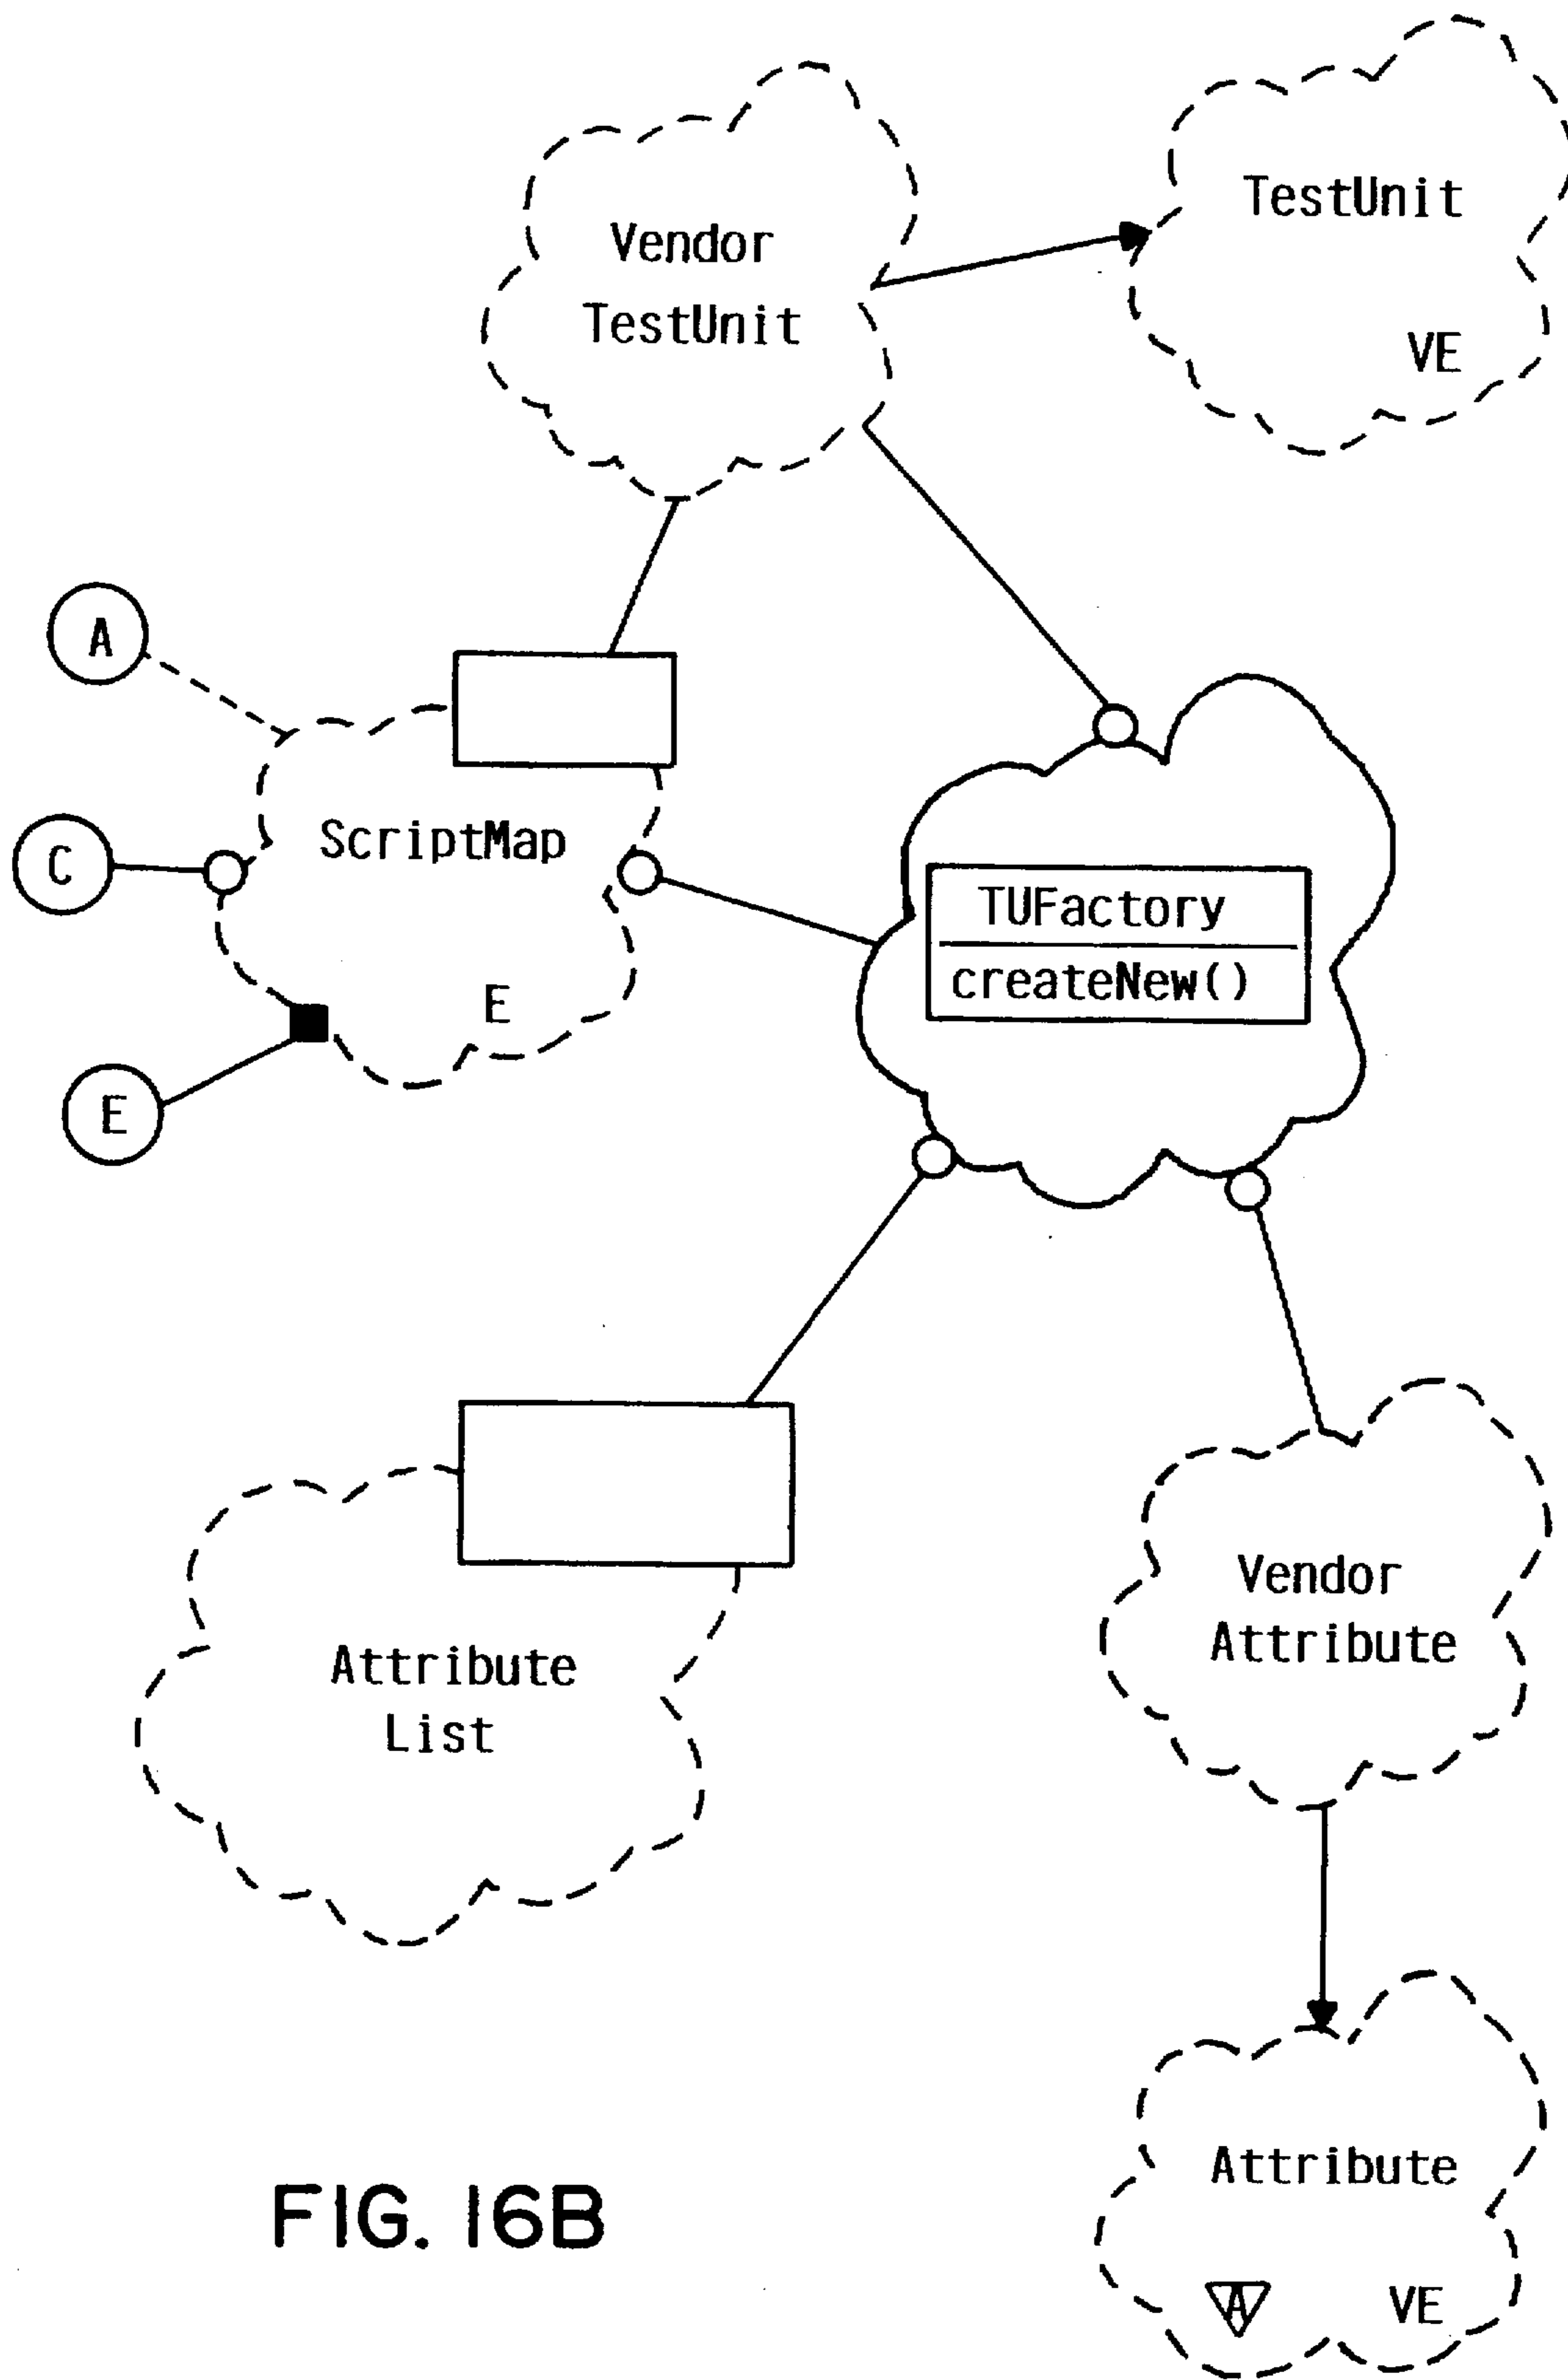 Vendor
TestUnit
TestUnit
VE
A
ScriptMap
C
E
E
TUFactory
createNew()
Attribute
List
Vendor
Attribute
Attribute
A
VE
FIG. 16B